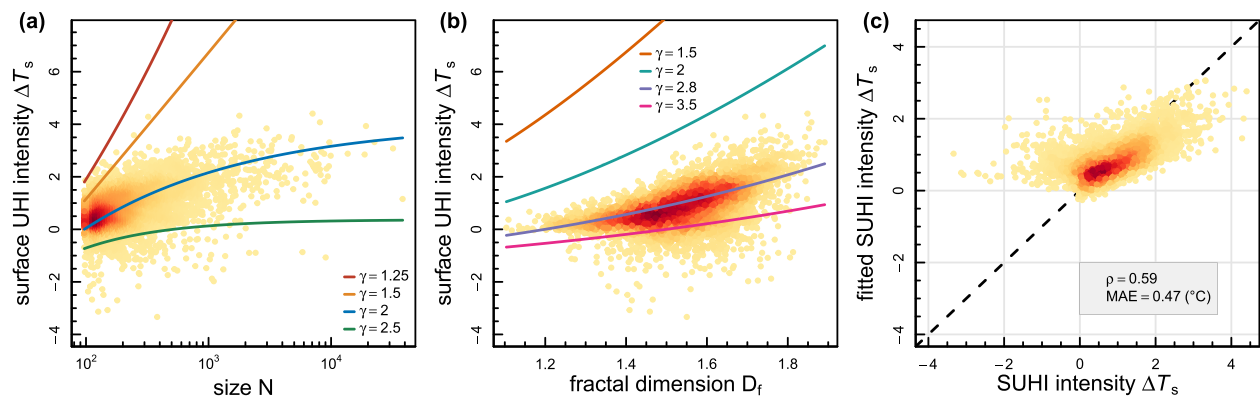 (a)
surface UHI intensity ΔTs
6
4
2
0
−2
−4
10² 10³ 10⁴
size N
γ = 1.25
γ = 1.5
γ = 2
γ = 2.5
(b)
surface UHI intensity ΔTs
6
4
2
0
−2
−4
1.2 1.4 1.6 1.8
fractal dimension Df
γ = 1.5
γ = 2
γ = 2.8
γ = 3.5
(c)
fitted SUHI intensity ΔTs
4
2
0
−2
−4
−4 −2 0 2 4
SUHI intensity ΔTs
ρ = 0.59
MAE = 0.47 (°C)